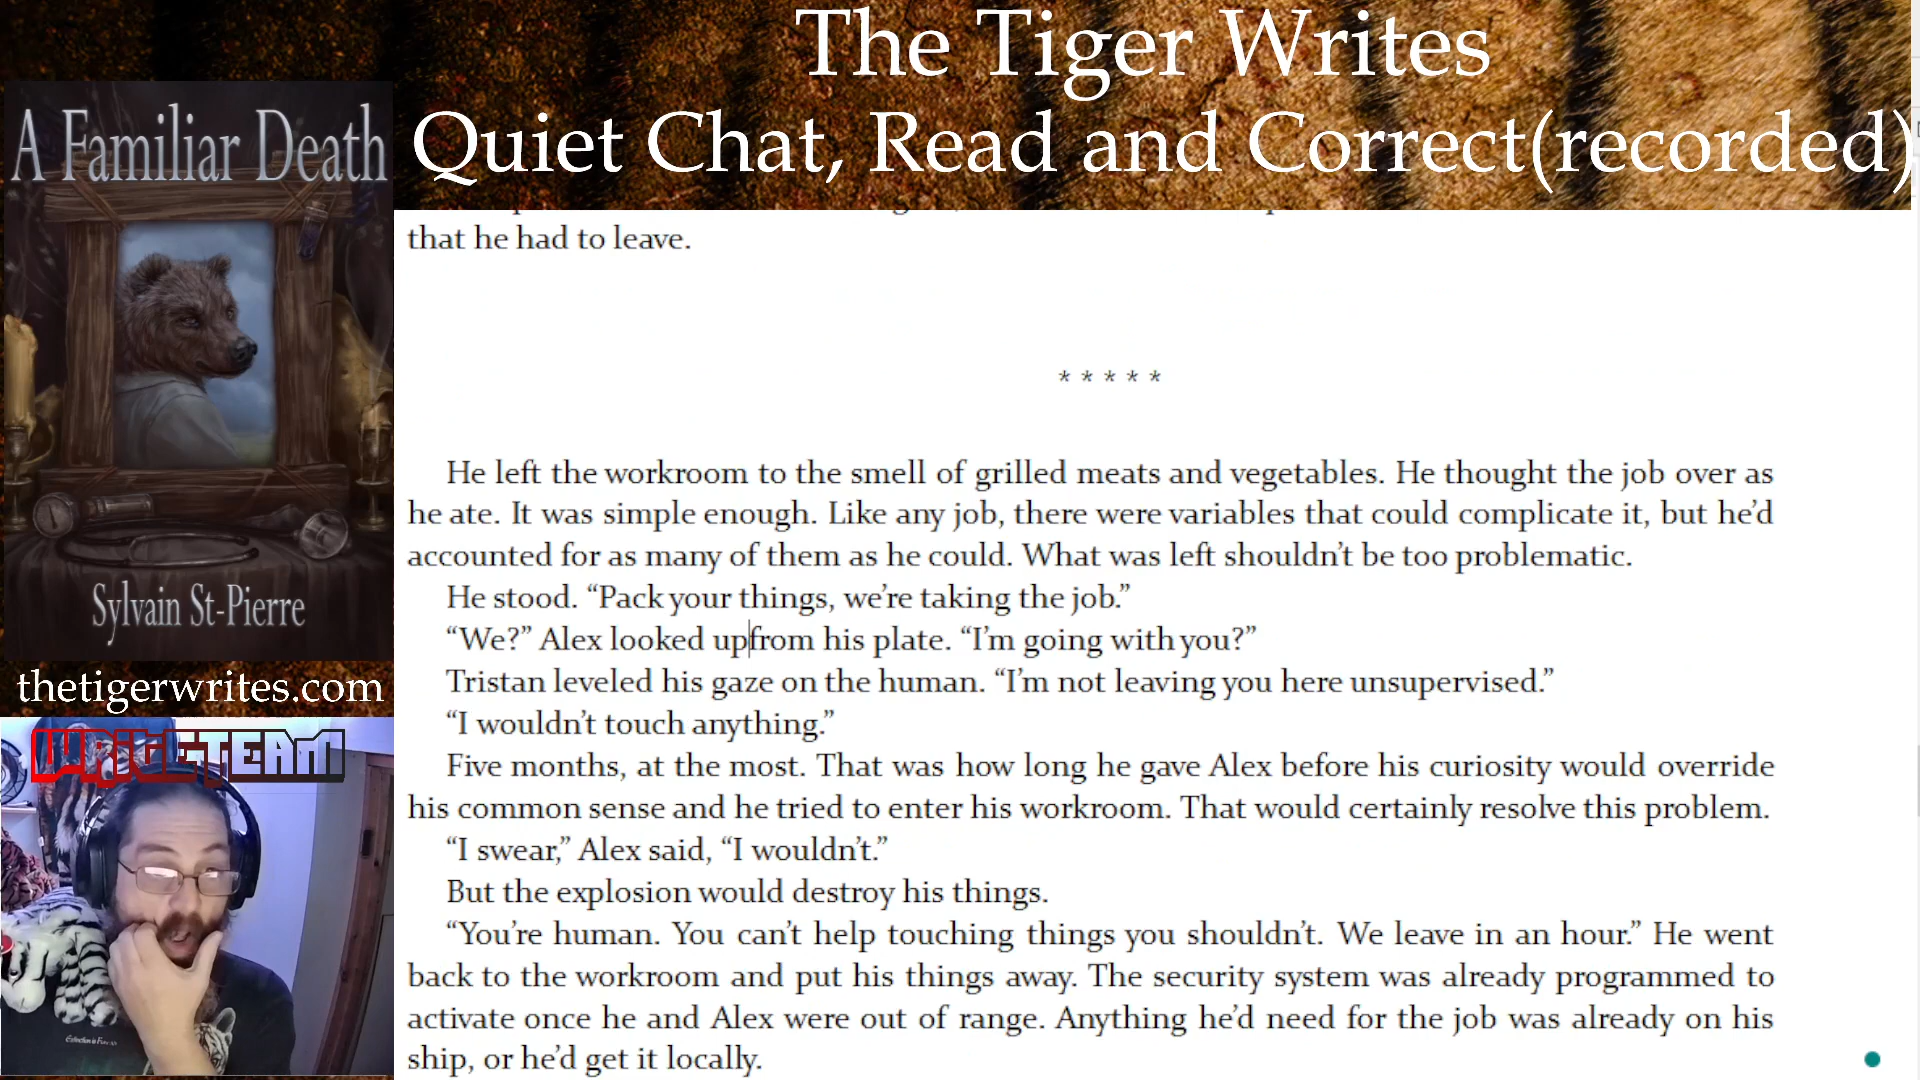 The Tiger Writes
Quiet Chat, Read and Correct(recorded)
A Familiar Death
Sylvain St-Pierre
thetigerwrites.com
WRITETEAM
that he had to leave.
* * * * *
He left the workroom to the smell of grilled meats and vegetables. He thought the job over as
he ate. It was simple enough. Like any job, there were variables that could complicate it, but he’d
accounted for as many of them as he could. What was left shouldn’t be too problematic.
He stood. “Pack your things, we’re taking the job.”
“We?” Alex looked up from his plate. “I’m going with you?”
Tristan leveled his gaze on the human. “I’m not leaving you here unsupervised.”
“I wouldn’t touch anything.”
Five months, at the most. That was how long he gave Alex before his curiosity would override
his common sense and he tried to enter his workroom. That would certainly resolve this problem.
“I swear,” Alex said, “I wouldn’t.”
But the explosion would destroy his things.
“You’re human. You can’t help touching things you shouldn’t. We leave in an hour.” He went
back to the workroom and put his things away. The security system was already programmed to
activate once he and Alex were out of range. Anything he’d need for the job was already on his
ship, or he’d get it locally.